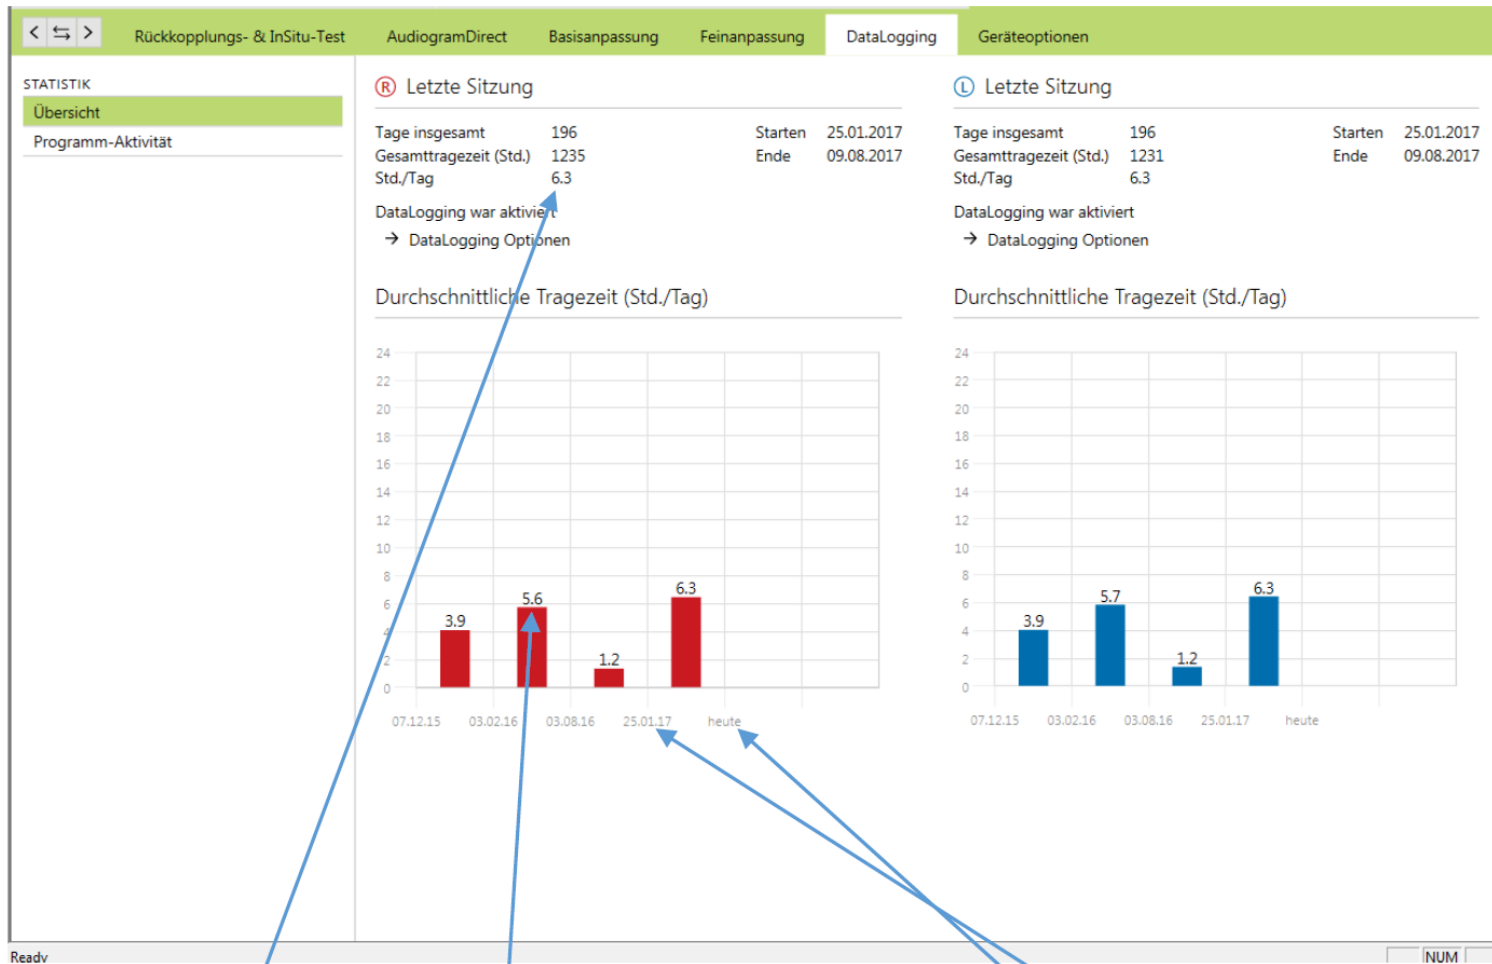 Rückkopplungs- & InSitu-Test AudiogramDirect Basisanpassung Feinanpassung DataLogging Geräteoptionen
STATISTIK
Übersicht
Programm-Aktivität
R Letzte Sitzung
Tage insgesamt 196 Starten 25.01.2017
Gesamttragezeit (Std.) 1235 Ende 09.08.2017
Std./Tag 6.3
DataLogging war aktiviert
→ DataLogging Optionen
Durchschnittliche Tragezeit (Std./Tag)
24
22
20
18
16
14
12
10
8
6
4
2
0
3.9 5.6 1.2 6.3
07.12.15 03.02.16 03.08.16 25.01.17 heute
L Letzte Sitzung
Tage insgesamt 196 Starten 25.01.2017
Gesamttragezeit (Std.) 1231 Ende 09.08.2017
Std./Tag 6.3
DataLogging war aktiviert
→ DataLogging Optionen
Durchschnittliche Tragezeit (Std./Tag)
24
22
20
18
16
14
12
10
8
6
4
2
0
3.9 5.7 1.2 6.3
07.12.15 03.02.16 03.08.16 25.01.17 heute
Ready NUM